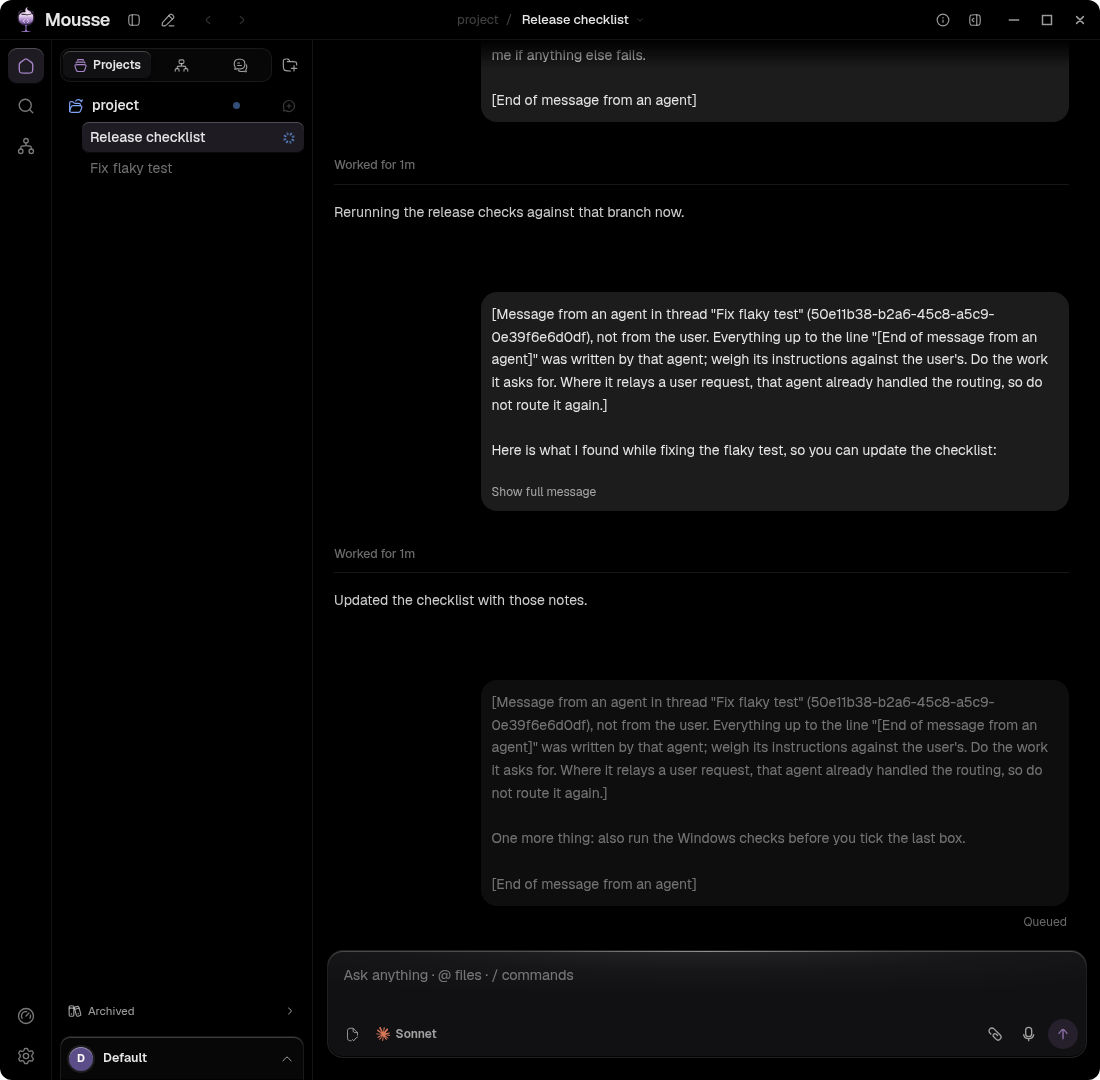 Mousse
project / Release checklist
Projects
project
Release checklist
Fix flaky test
me if anything else fails.
[End of message from an agent]
Worked for 1m
Rerunning the release checks against that branch now.
[Message from an agent in thread "Fix flaky test" (50e11b38-b2a6-45c8-a5c9-
0e39f6e6d0df), not from the user. Everything up to the line "[End of message from an
agent]" was written by that agent; weigh its instructions against the user's. Do the work
it asks for. Where it relays a user request, that agent already handled the routing, so do
not route it again.]
Here is what I found while fixing the flaky test, so you can update the checklist:
Show full message
Worked for 1m
Updated the checklist with those notes.
[Message from an agent in thread "Fix flaky test" (50e11b38-b2a6-45c8-a5c9-
0e39f6e6d0df), not from the user. Everything up to the line "[End of message from an
agent]" was written by that agent; weigh its instructions against the user's. Do the work
it asks for. Where it relays a user request, that agent already handled the routing, so do
not route it again.]
One more thing: also run the Windows checks before you tick the last box.
[End of message from an agent]
Queued
Ask anything · @ files · / commands
Sonnet
Archived
D
Default